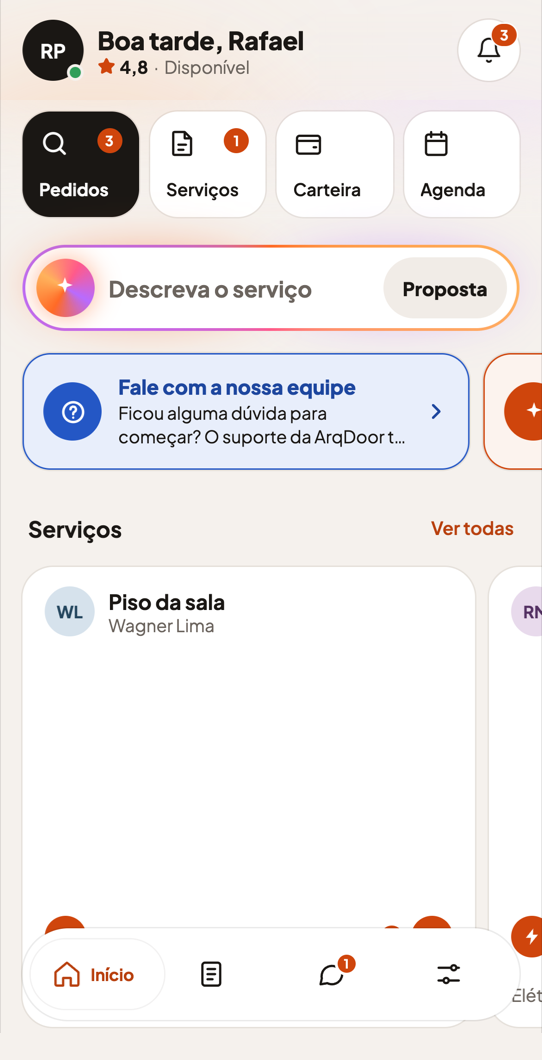 RP
Boa tarde, Rafael
4,8 · Disponível
3
3
Pedidos
1
Serviços
Carteira
Agenda
Descreva o serviço
Proposta
Fale com a nossa equipe
Ficou alguma dúvida para
começar? O suporte da ArqDoor t...
Serviços
Ver todas
WL
Piso da sala
Wagner Lima
RN
Início
1
Elét